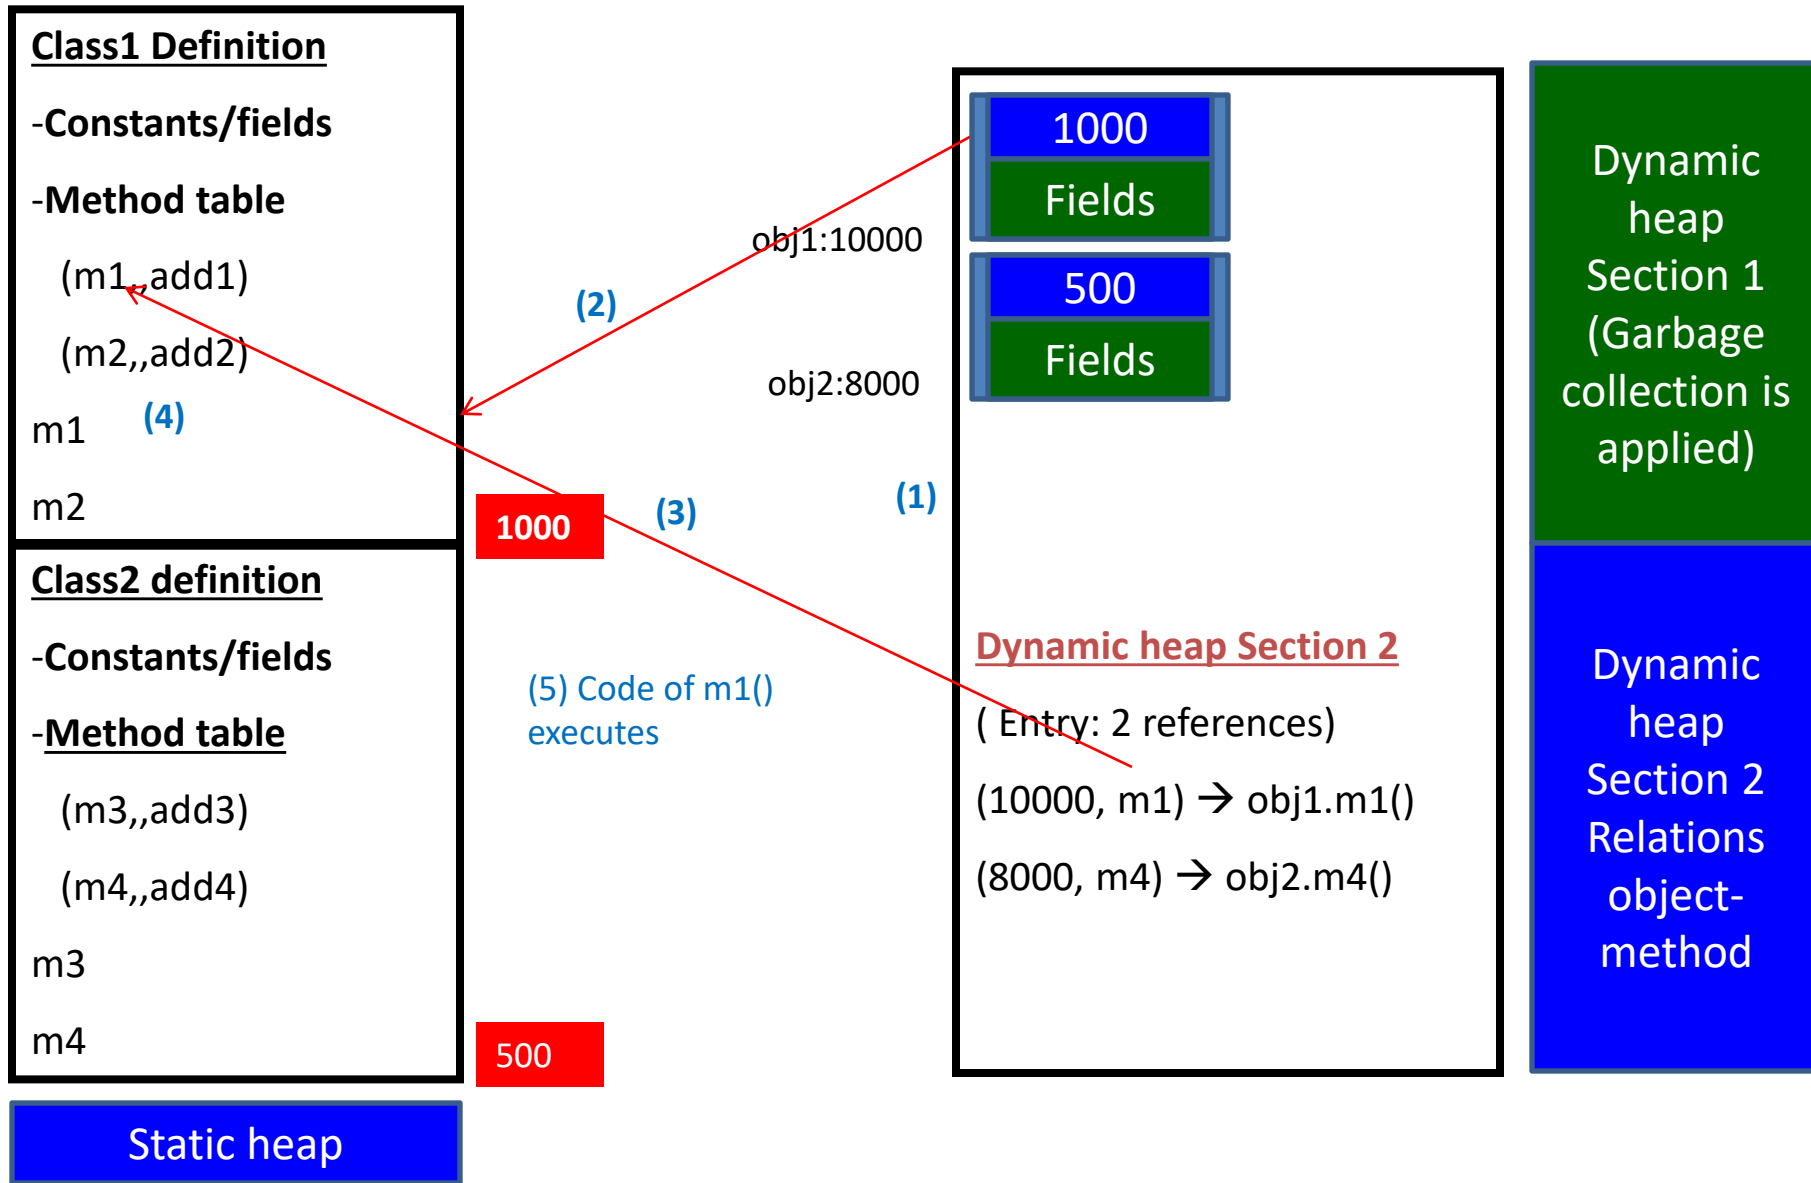 Class1 Definition
-Constants/fields
-Method table
(m1,,add1)
(m2,,add2)
(4)
m1
m2
1000
Class2 definition
-Constants/fields
-Method table
(m3,,add3)
(m4,,add4)
m3
m4
500
Static heap
(2)
(3)
(5) Code of m1()
executes
obj1:10000
obj2:8000
(1)
1000
Fields
500
Fields
Dynamic heap Section 2
( Entry: 2 references)
(10000, m1) → obj1.m1()
(8000, m4) → obj2.m4()
Dynamic
heap
Section 1
(Garbage
collection is
applied)
Dynamic
heap
Section 2
Relations
object-
method